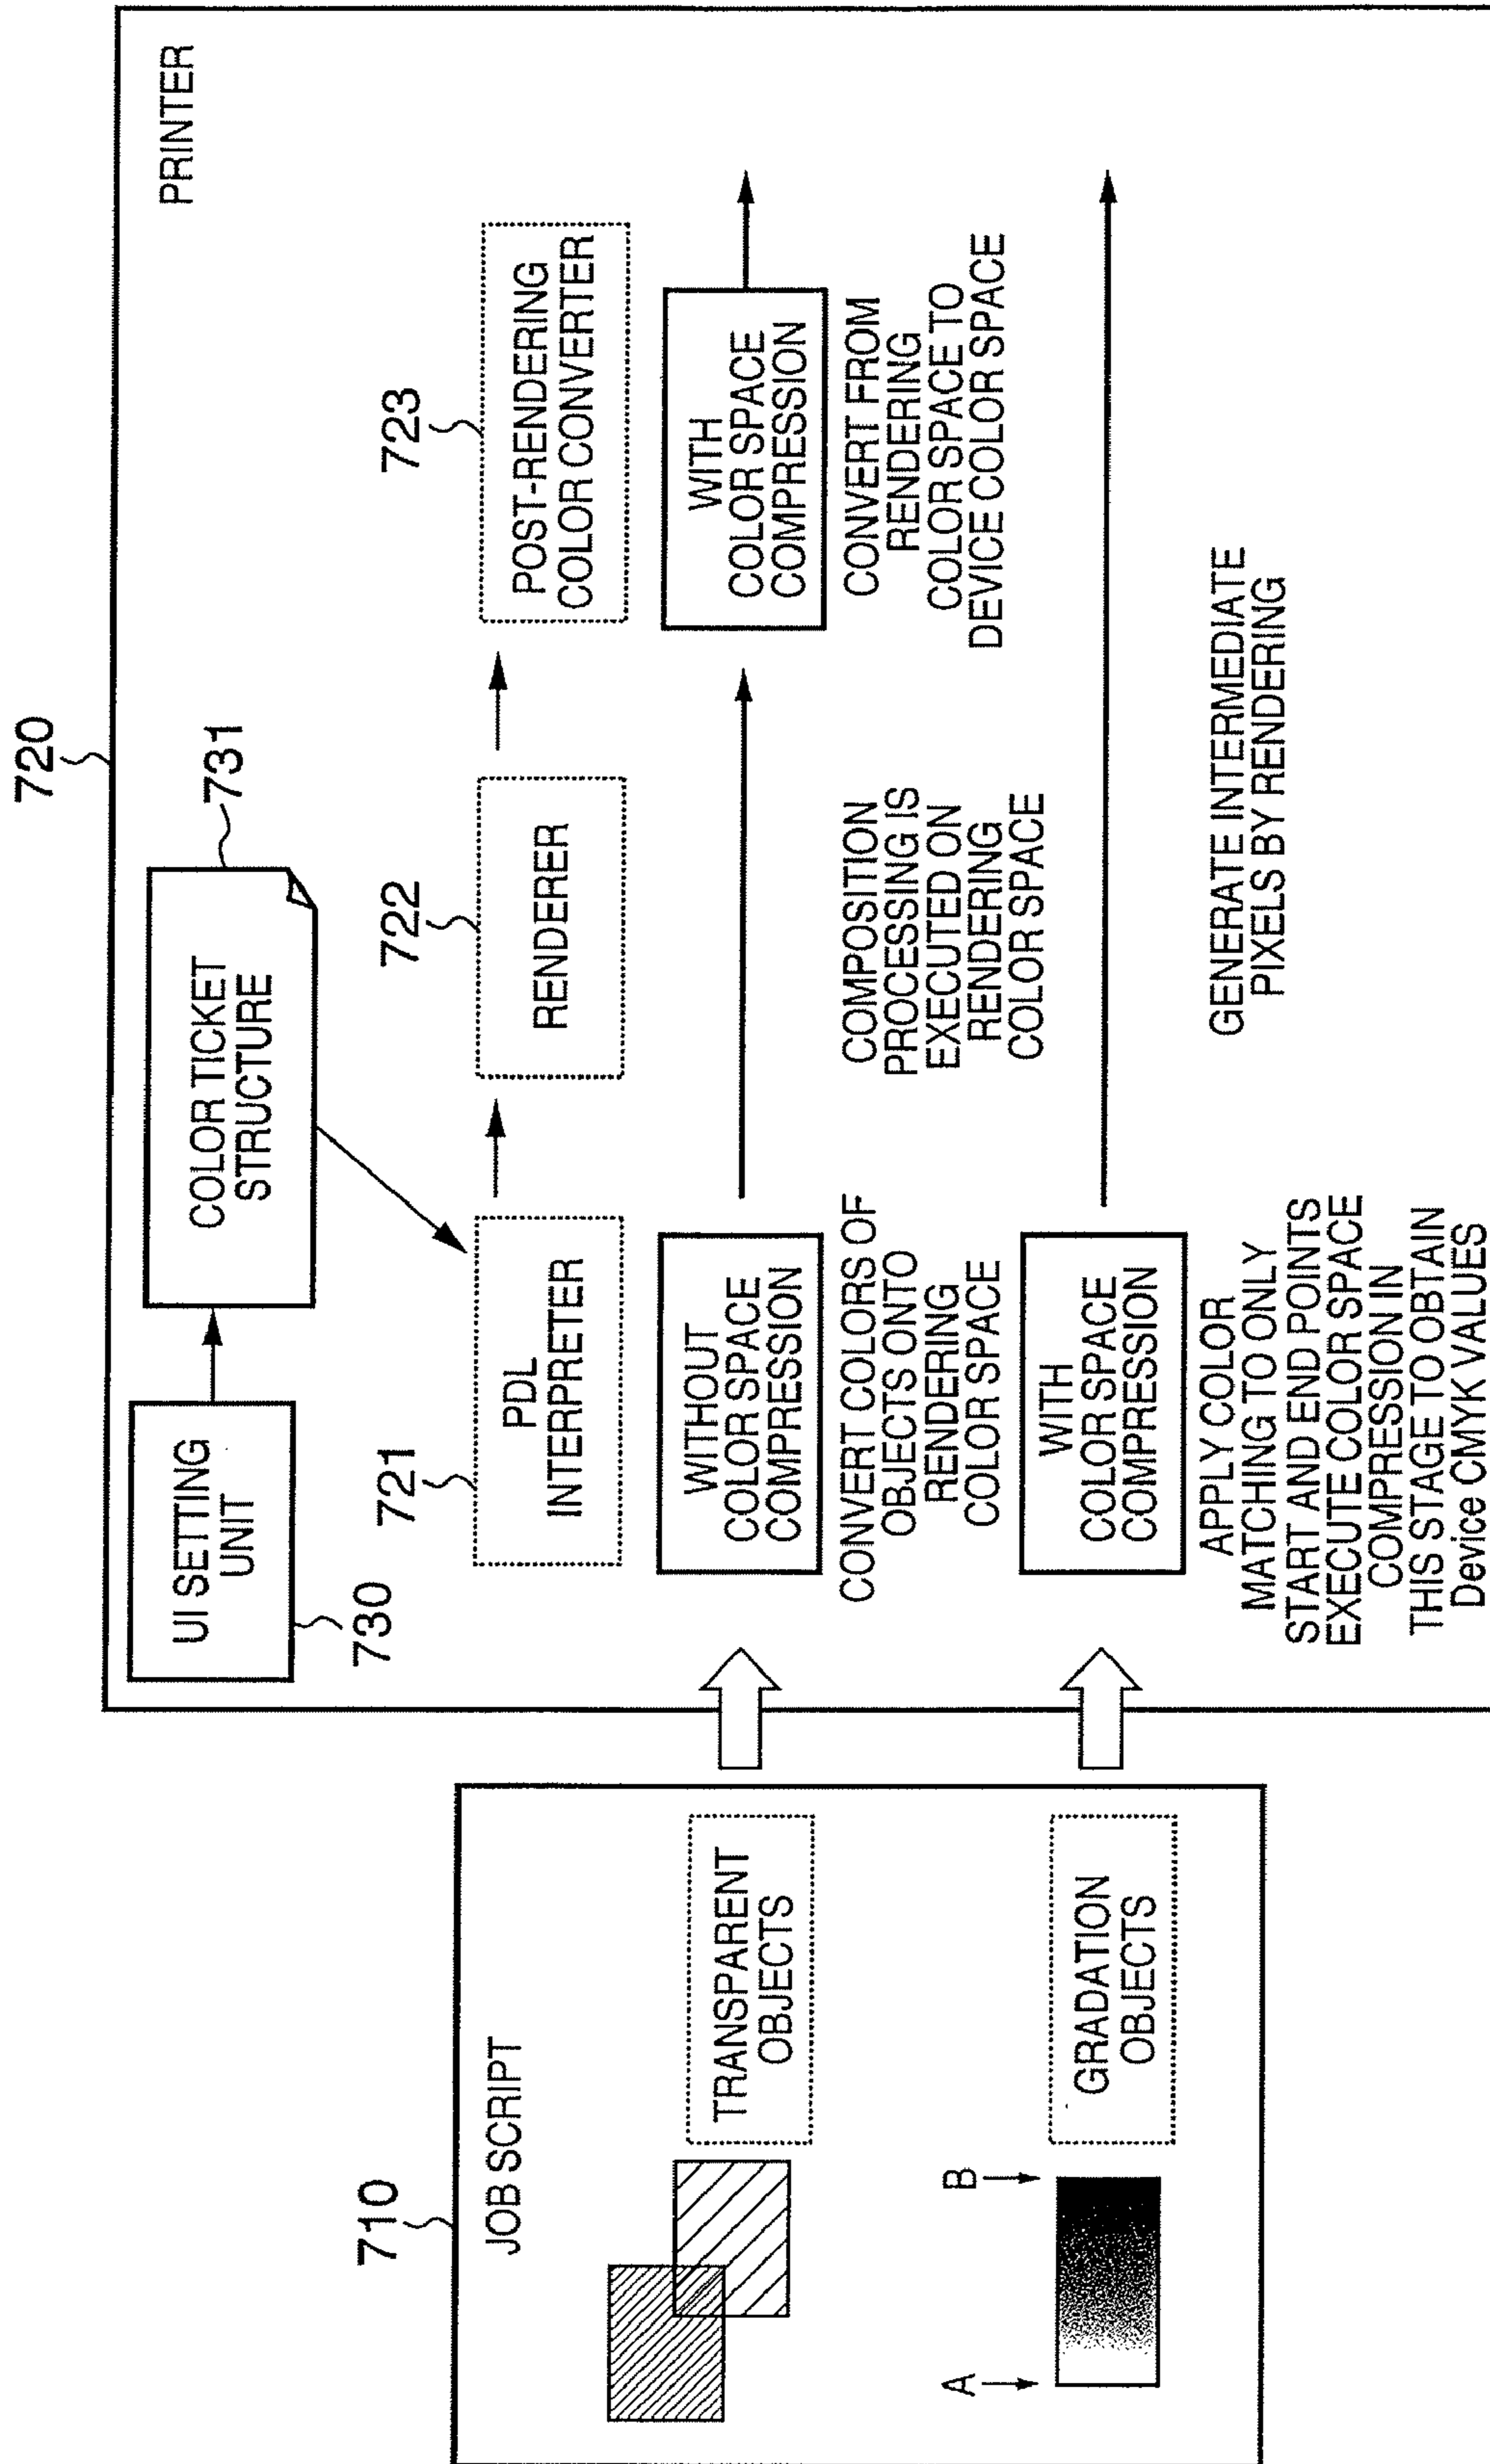 710
JOB SCRIPT
TRANSPARENT
OBJECTS
A
B
GRADATION
OBJECTS
720
PRINTER
UI SETTING
UNIT
730
COLOR TICKET
STRUCTURE
731
721
PDL
INTERPRETER
722
RENDERER
723
POST-RENDERING
COLOR CONVERTER
WITHOUT
COLOR SPACE
COMPRESSION
CONVERT COLORS OF
OBJECTS ONTO
RENDERING
COLOR SPACE
COMPOSITION
PROCESSING IS
EXECUTED ON
RENDERING
COLOR SPACE
WITH
COLOR SPACE
COMPRESSION
CONVERT FROM
RENDERING
COLOR SPACE TO
DEVICE COLOR SPACE
WITH
COLOR SPACE
COMPRESSION
APPLY COLOR
MATCHING TO ONLY
START AND END POINTS
EXECUTE COLOR SPACE
COMPRESSION IN
THIS STAGE TO OBTAIN
Device CMYK VALUES
GENERATE INTERMEDIATE
PIXELS BY RENDERING